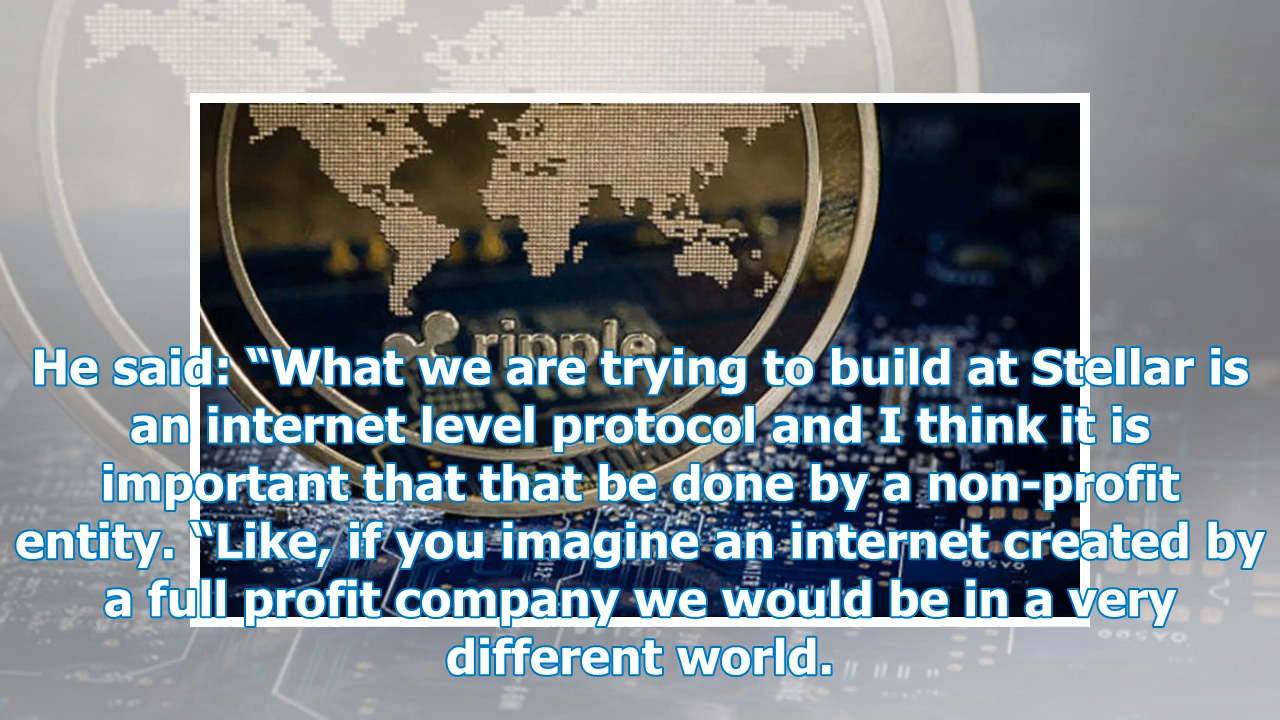 ripple
He said: “What we are trying to build at Stellar is
an internet level protocol and I think it is
important that that be done by a non-profit
entity. “Like, if you imagine an internet created by
a full profit company we would be in a very
different world.